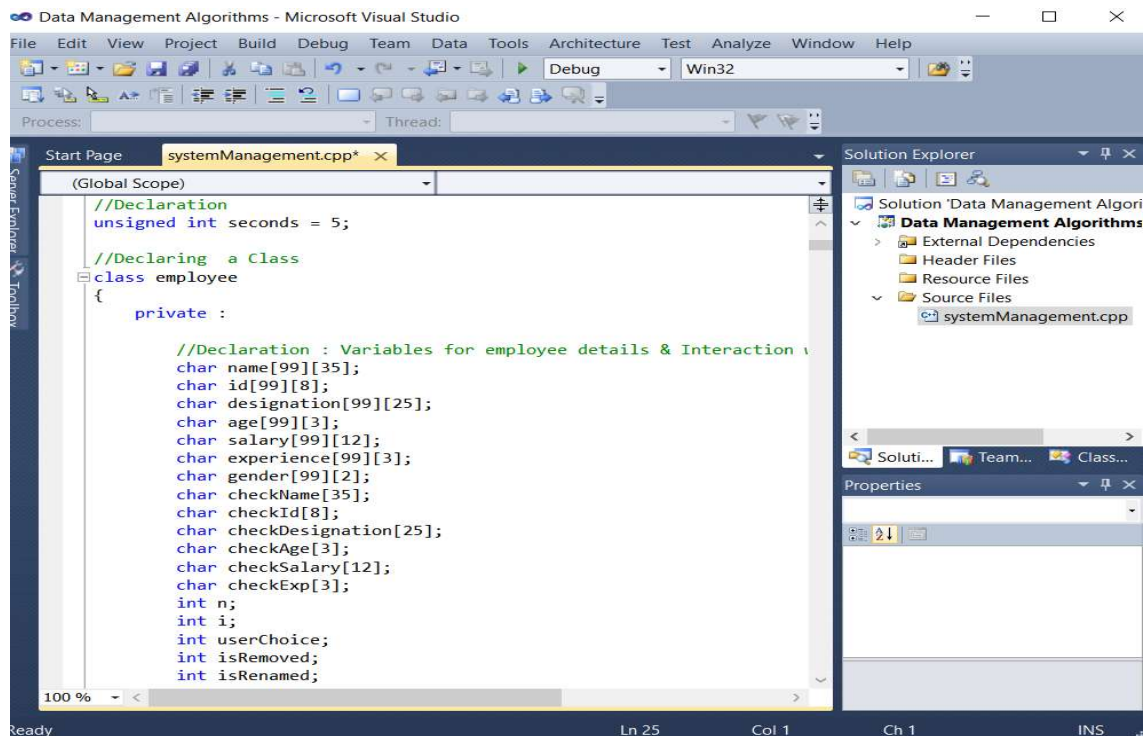 Data Management Algorithms - Microsoft Visual Studio
File Edit View Project Build Debug Team Data Tools Architecture Test Analyze Window Help
Debug Win32
Process: Thread:
Server Explorer
Toolbox
Start Page systemManagement.cpp*
(Global Scope)
//Declaration
unsigned int seconds = 5;
//Declaring a Class
class employee
{
private :
//Declaration : Variables for employee details & Interaction
char name[99][35];
char id[99][8];
char designation[99][25];
char age[99][3];
char salary[99][12];
char experience[99][3];
char gender[99][2];
char checkName[35];
char checkId[8];
char checkDesignation[25];
char checkAge[3];
char checkSalary[12];
char checkExp[3];
int n;
int i;
int userChoice;
int isRemoved;
int isRenamed;
100 %
Solution Explorer
Solution 'Data Management Algori
Data Management Algorithms
External Dependencies
Header Files
Resource Files
Source Files
systemManagement.cpp
Soluti... Team... Class...
Properties
Ready Ln 25 Col 1 Ch 1 INS